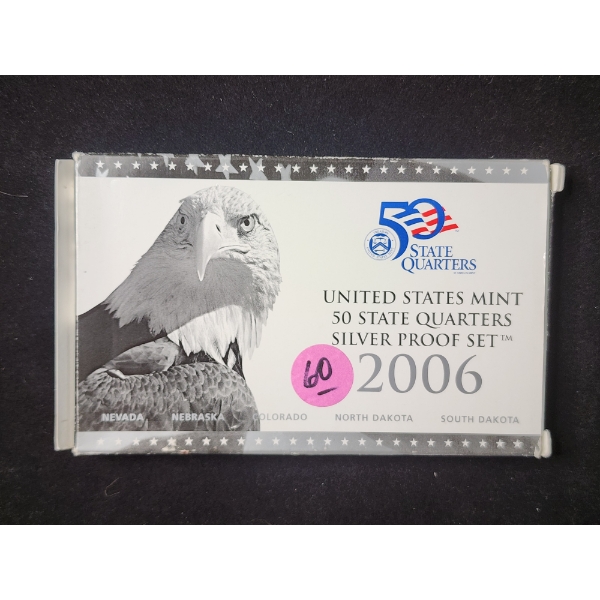 50
STATE
QUARTERS
UNITED STATES MINT
50 STATE QUARTERS
SILVER PROOF SET™
60
2006
NEVADA NEBRASKA OLORADO NORTH DAKOTA SOUTH DAKOTA